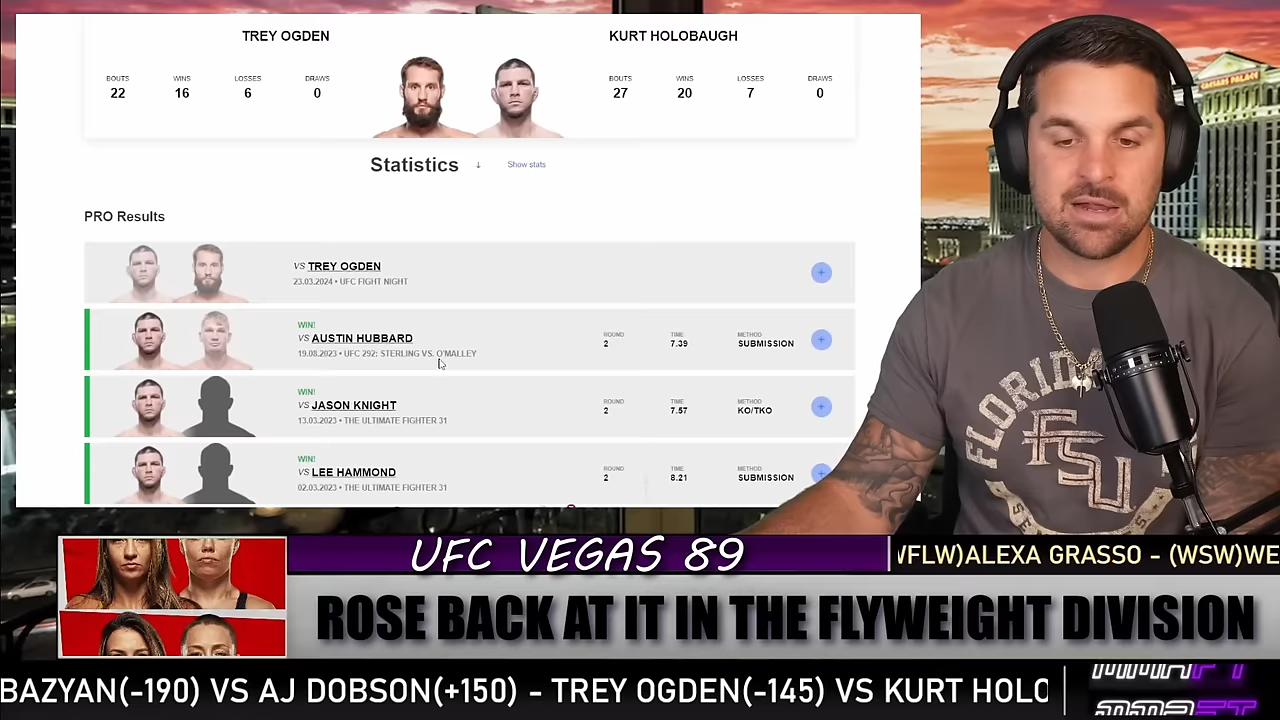 TREY OGDEN
KURT HOLOBAUGH
BOUTS WINS LOSSES DRAWS
22 16 6 0
BOUTS WINS LOSSES DRAWS
27 20 7 0
Statistics ↓ Show stats
PRO Results
VS TREY OGDEN
23.03.2024 • UFC FIGHT NIGHT
WIN!
VS AUSTIN HUBBARD
19.08.2023 • UFC 292: STERLING VS. O'MALLEY
ROUND TIME METHOD
2 7.39 SUBMISSION
WIN!
VS JASON KNIGHT
13.03.2023 • THE ULTIMATE FIGHTER 31
ROUND TIME METHOD
2 7.57 KO/TKO
WIN!
VS LEE HAMMOND
02.03.2023 • THE ULTIMATE FIGHTER 31
ROUND TIME METHOD
2 8.21 SUBMISSION
CAESARS PALACE
FLORIDA
FSU
UFC VEGAS 89
VFLW)ALEXA GRASSO - (WSW)WE
ROSE BACK AT IT IN THE FLYWEIGHT DIVISION
BAZYAN(-190) VS AJ DOBSON(+150) - TREY OGDEN(-145) VS KURT HOLO